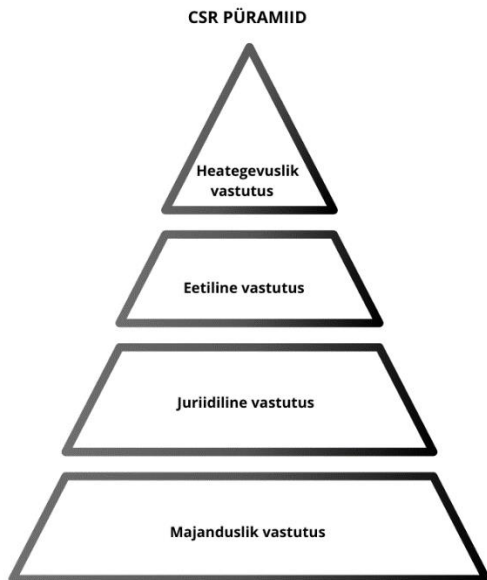 CSR PÜRAMIID
Heategevuslik
vastutus
Eetiline vastutus
Juriidiline vastutus
Majanduslik vastutus